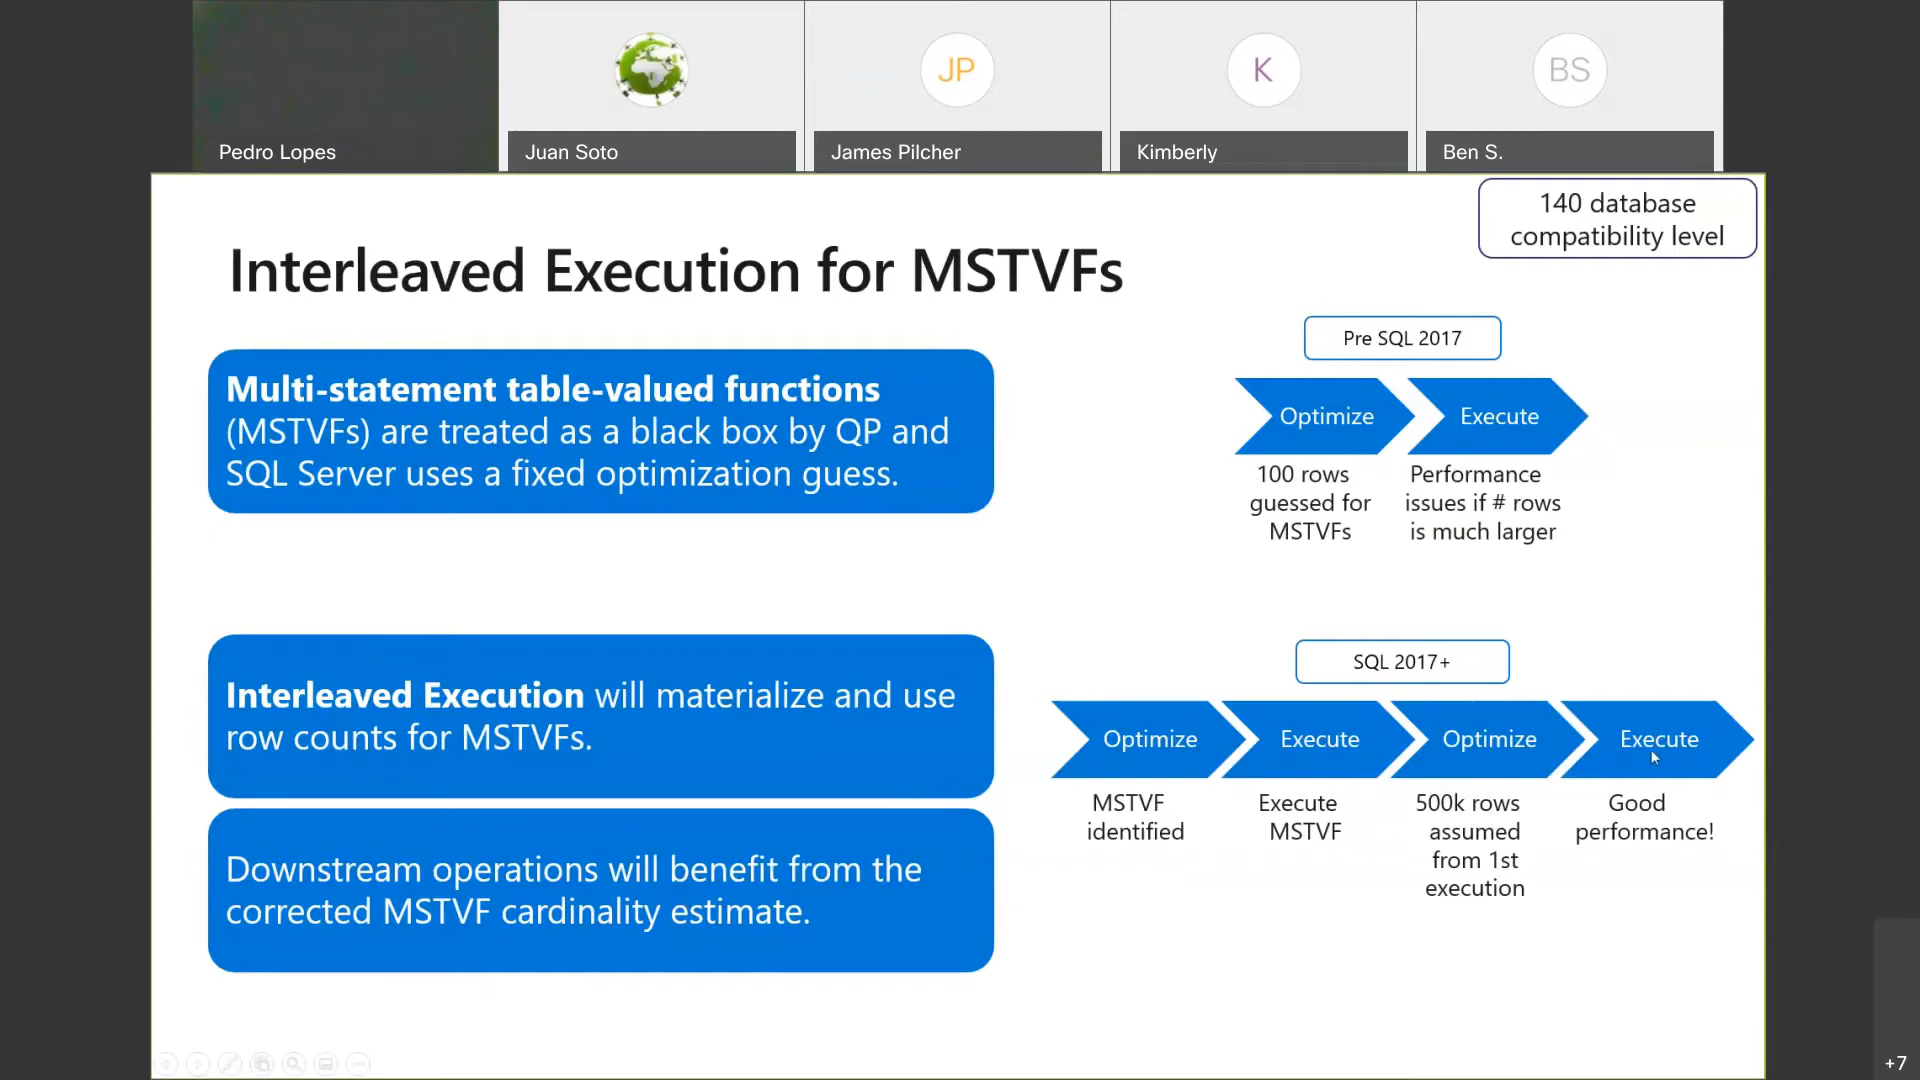 JP
K
BS
Pedro Lopes
Juan Soto
James Pilcher
Kimberly
Ben S.
140 database
compatibility level
Interleaved Execution for MSTVFs
Multi-statement table-valued functions
(MSTVFs) are treated as a black box by QP and
SQL Server uses a fixed optimization guess.
Pre SQL 2017
Optimize
Execute
100 rows
guessed for
MSTVFs
Performance
issues if # rows
is much larger
Interleaved Execution will materialize and use
row counts for MSTVFs.
Downstream operations will benefit from the
corrected MSTVF cardinality estimate.
SQL 2017+
Optimize
Execute
Optimize
Execute
MSTVF
identified
Execute
MSTVF
500k rows
assumed
from 1st
execution
Good
performance!
+7